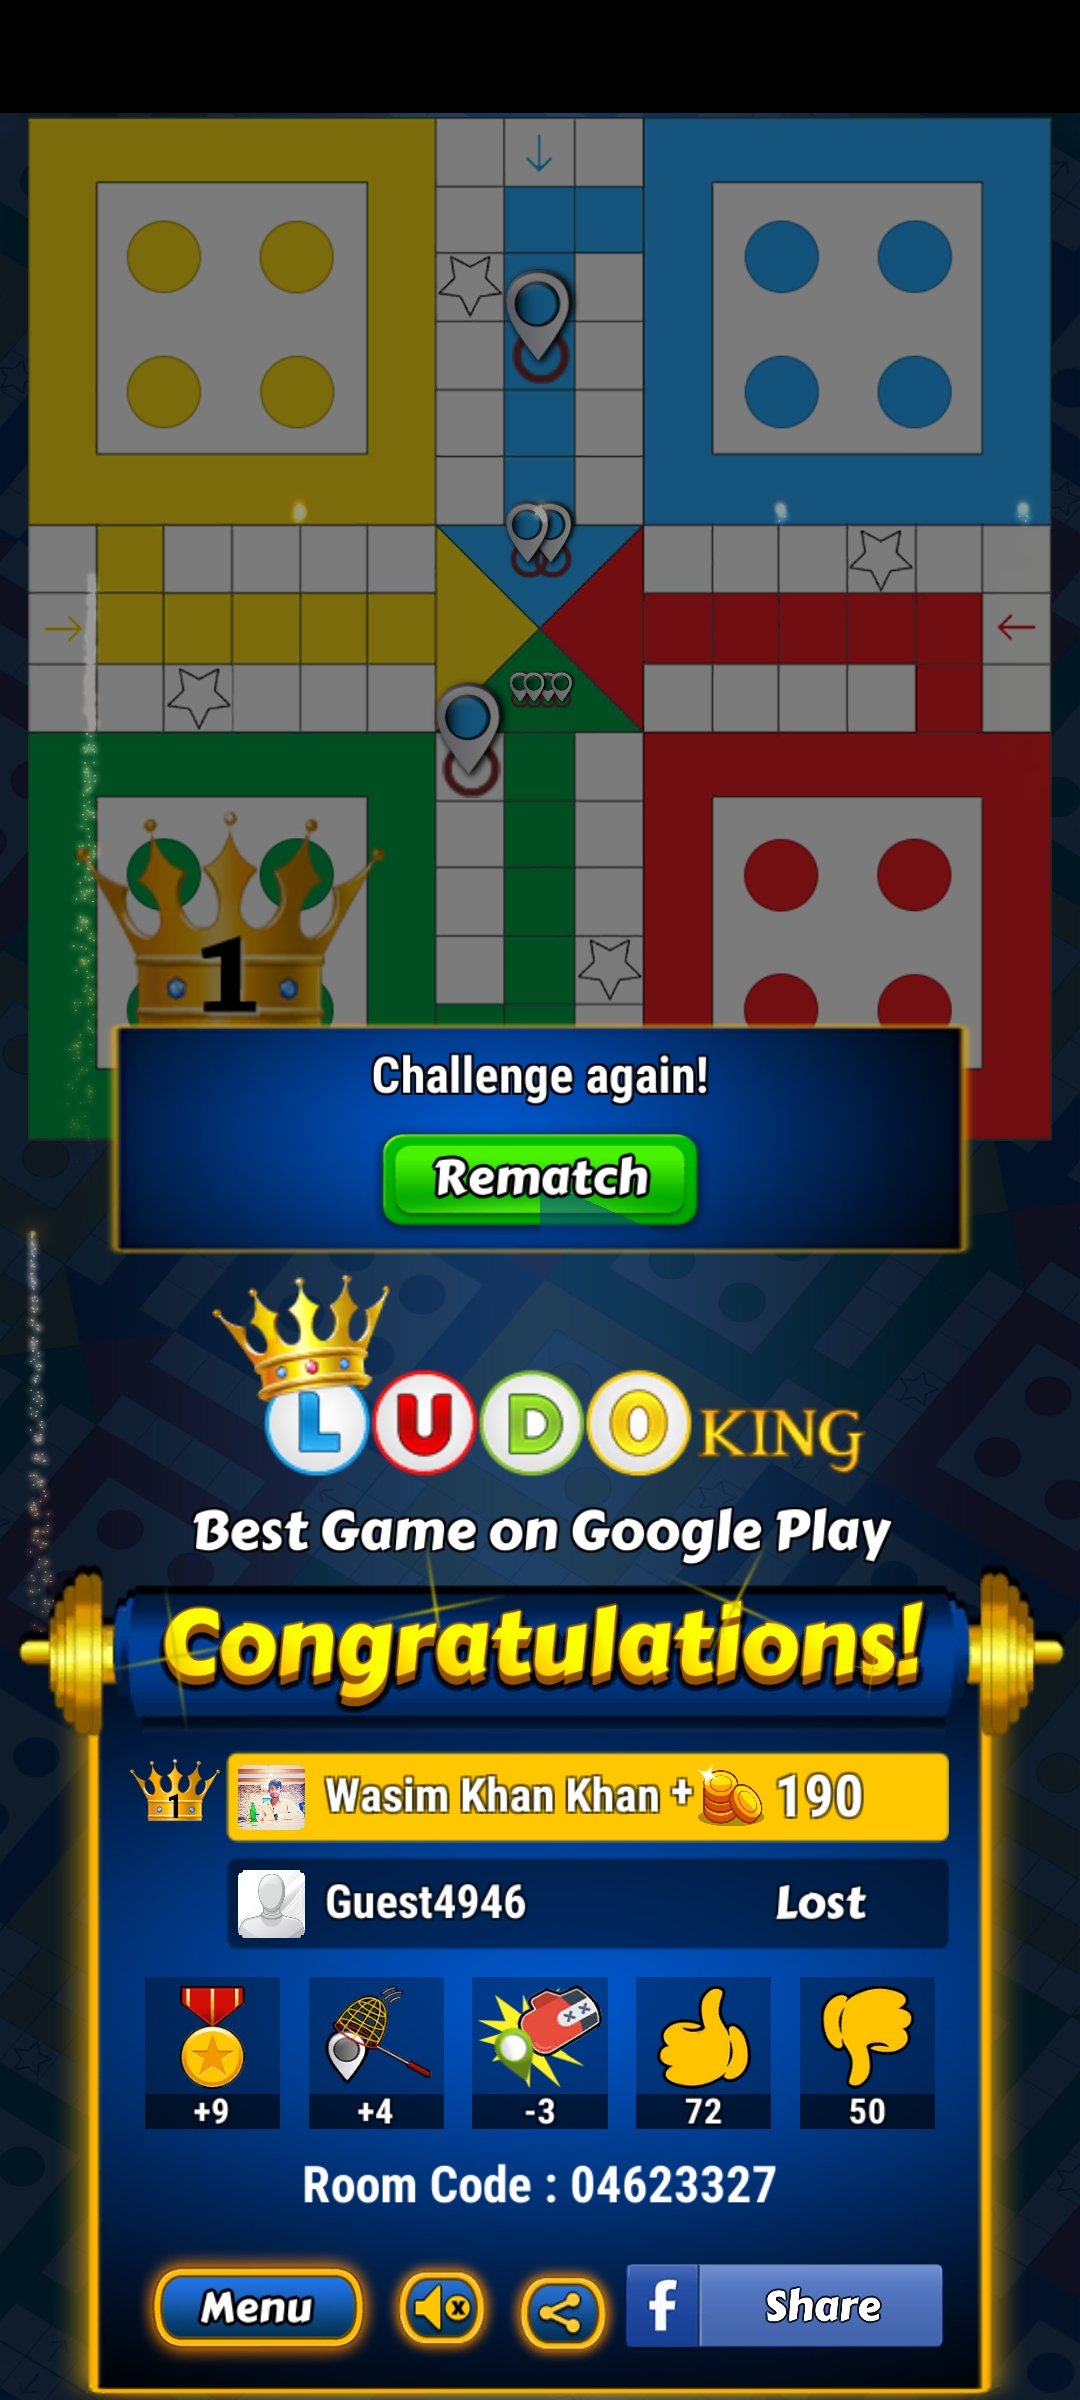 1
Challenge again!
Rematch
LUDO KING
Best Game on Google Play
Congratulations!
1 Wasim Khan Khan + 190
Guest4946 Lost
+9 +4 -3 72 50
Room Code : 04623327
Menu x f Share